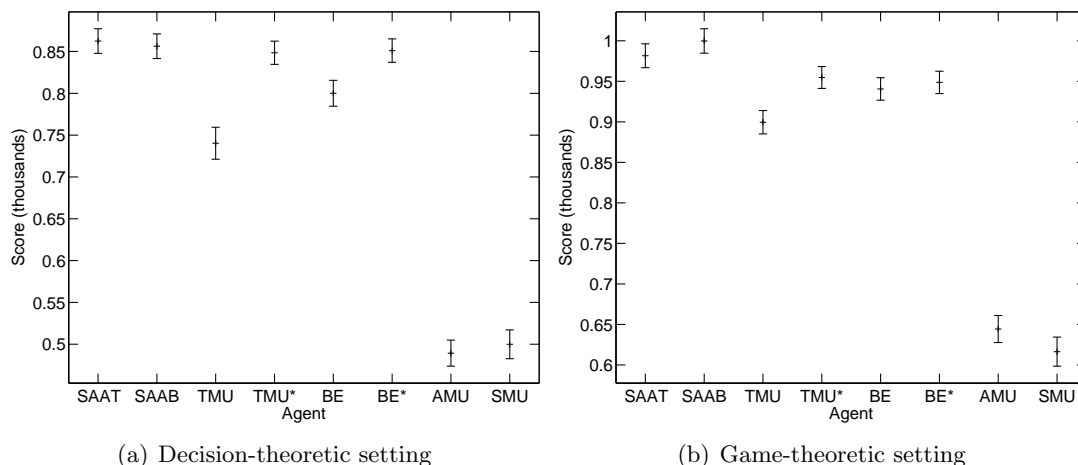 0.85
0.8
0.75
0.7
0.65
0.6
0.55
0.5
Score (thousands)
SAAT SAAB TMU TMU* BE BE* AMU SMU
Agent
(a) Decision-theoretic setting
1
0.95
0.9
0.85
0.8
0.75
0.7
0.65
0.6
Score (thousands)
SAAT SAAB TMU TMU* BE BE* AMU SMU
Agent
(b) Game-theoretic setting